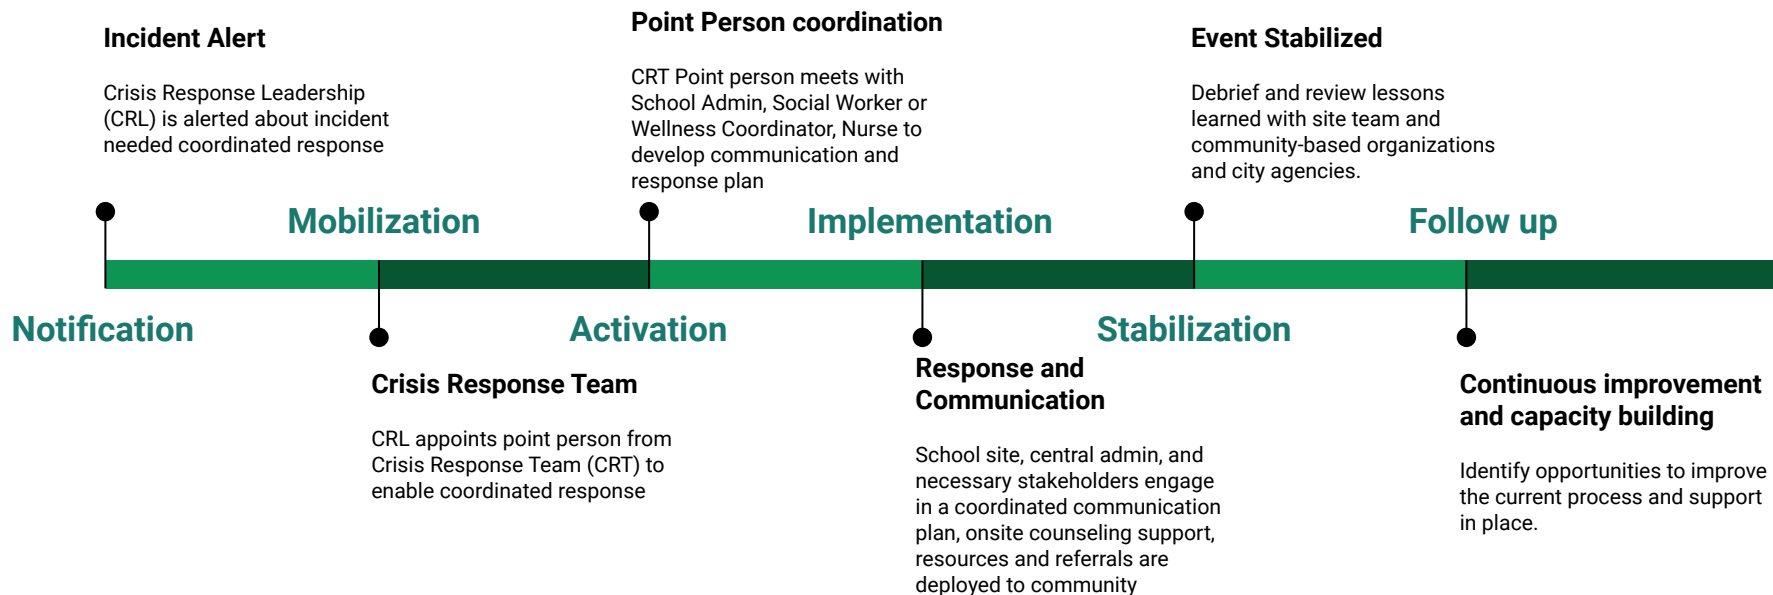 Notification
Incident Alert
Crisis Response Leadership
(CRL) is alerted about incident
needed coordinated response
Mobilization
Crisis Response Team
CRL appoints point person from
Crisis Response Team (CRT) to
enable coordinated response
Activation
Point Person coordination
CRT Point person meets with
School Admin, Social Worker or
Wellness Coordinator, Nurse to
develop communication and
response plan
Implementation
Response and
Communication
School site, central admin, and
necessary stakeholders engage
in a coordinated communication
plan, onsite counseling support,
resources and referrals are
deployed to community
Stabilization
Event Stabilized
Debrief and review lessons
learned with site team and
community-based organizations
and city agencies.
Follow up
Continuous improvement
and capacity building
Identify opportunities to improve
the current process and support
in place.